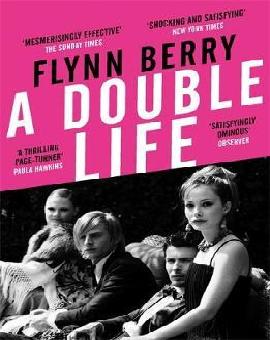 'MESMERISINGLY EFFECTIVE'
THE SUNDAY TIMES
'SHOCKING AND SATISFYING'
NEW YORK TIMES
FLYNN BERRY
A DOUBLE
LIFE
'A THRILLING
PAGE-TURNER'
PAULA HAWKINS
'SATISFYINGLY
OMINOUS'
OBSERVER